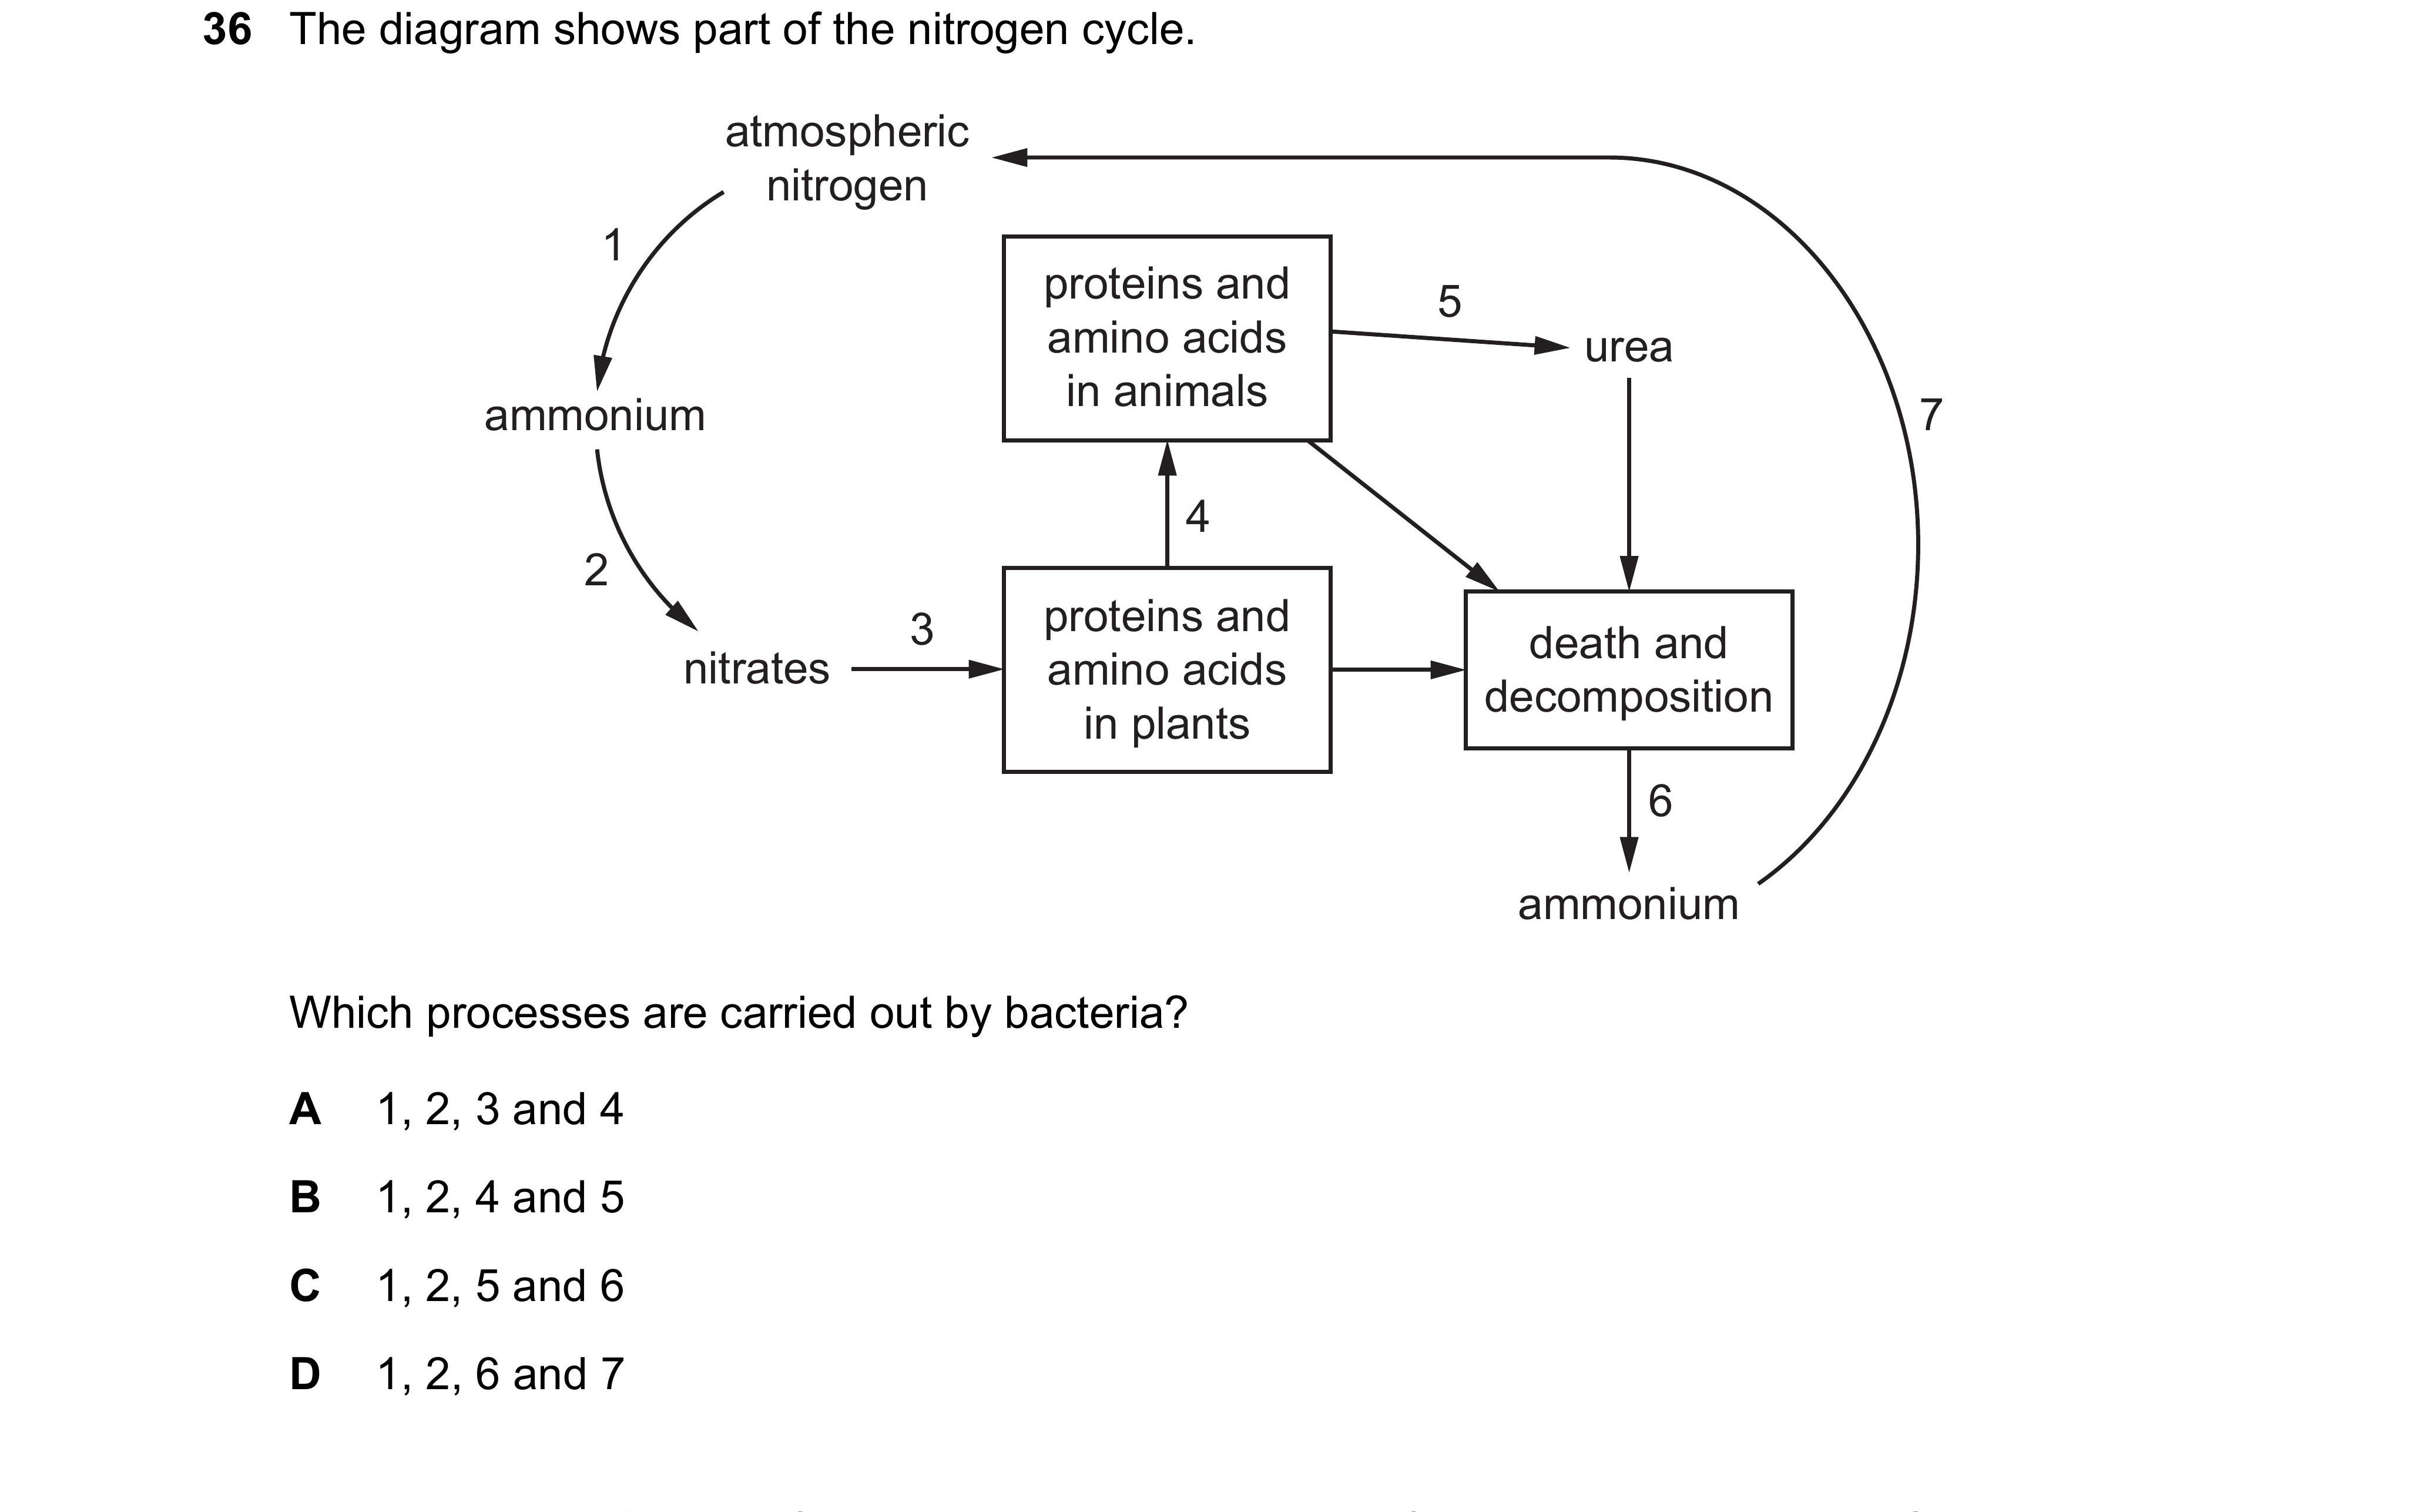 36 The diagram shows part of the nitrogen cycle.
atmospheric
nitrogen
1
ammonium
2
nitrates
3
proteins and
amino acids
in animals
4
proteins and
amino acids
in plants
5
urea
death and
decomposition
6
ammonium
7
Which processes are carried out by bacteria?
A 1, 2, 3 and 4
B 1, 2, 4 and 5
C 1, 2, 5 and 6
D 1, 2, 6 and 7